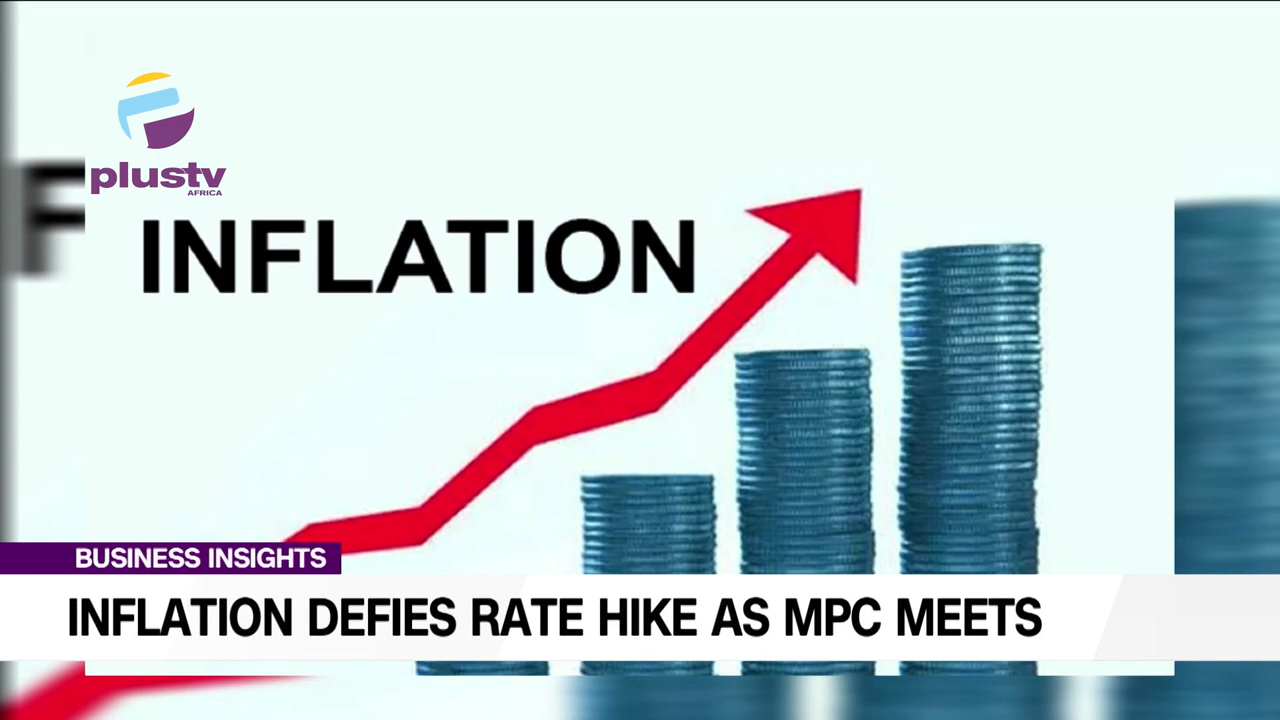 plustv
AFRICA
F
INFLATION
BUSINESS INSIGHTS
INFLATION DEFIES RATE HIKE AS MPC MEETS